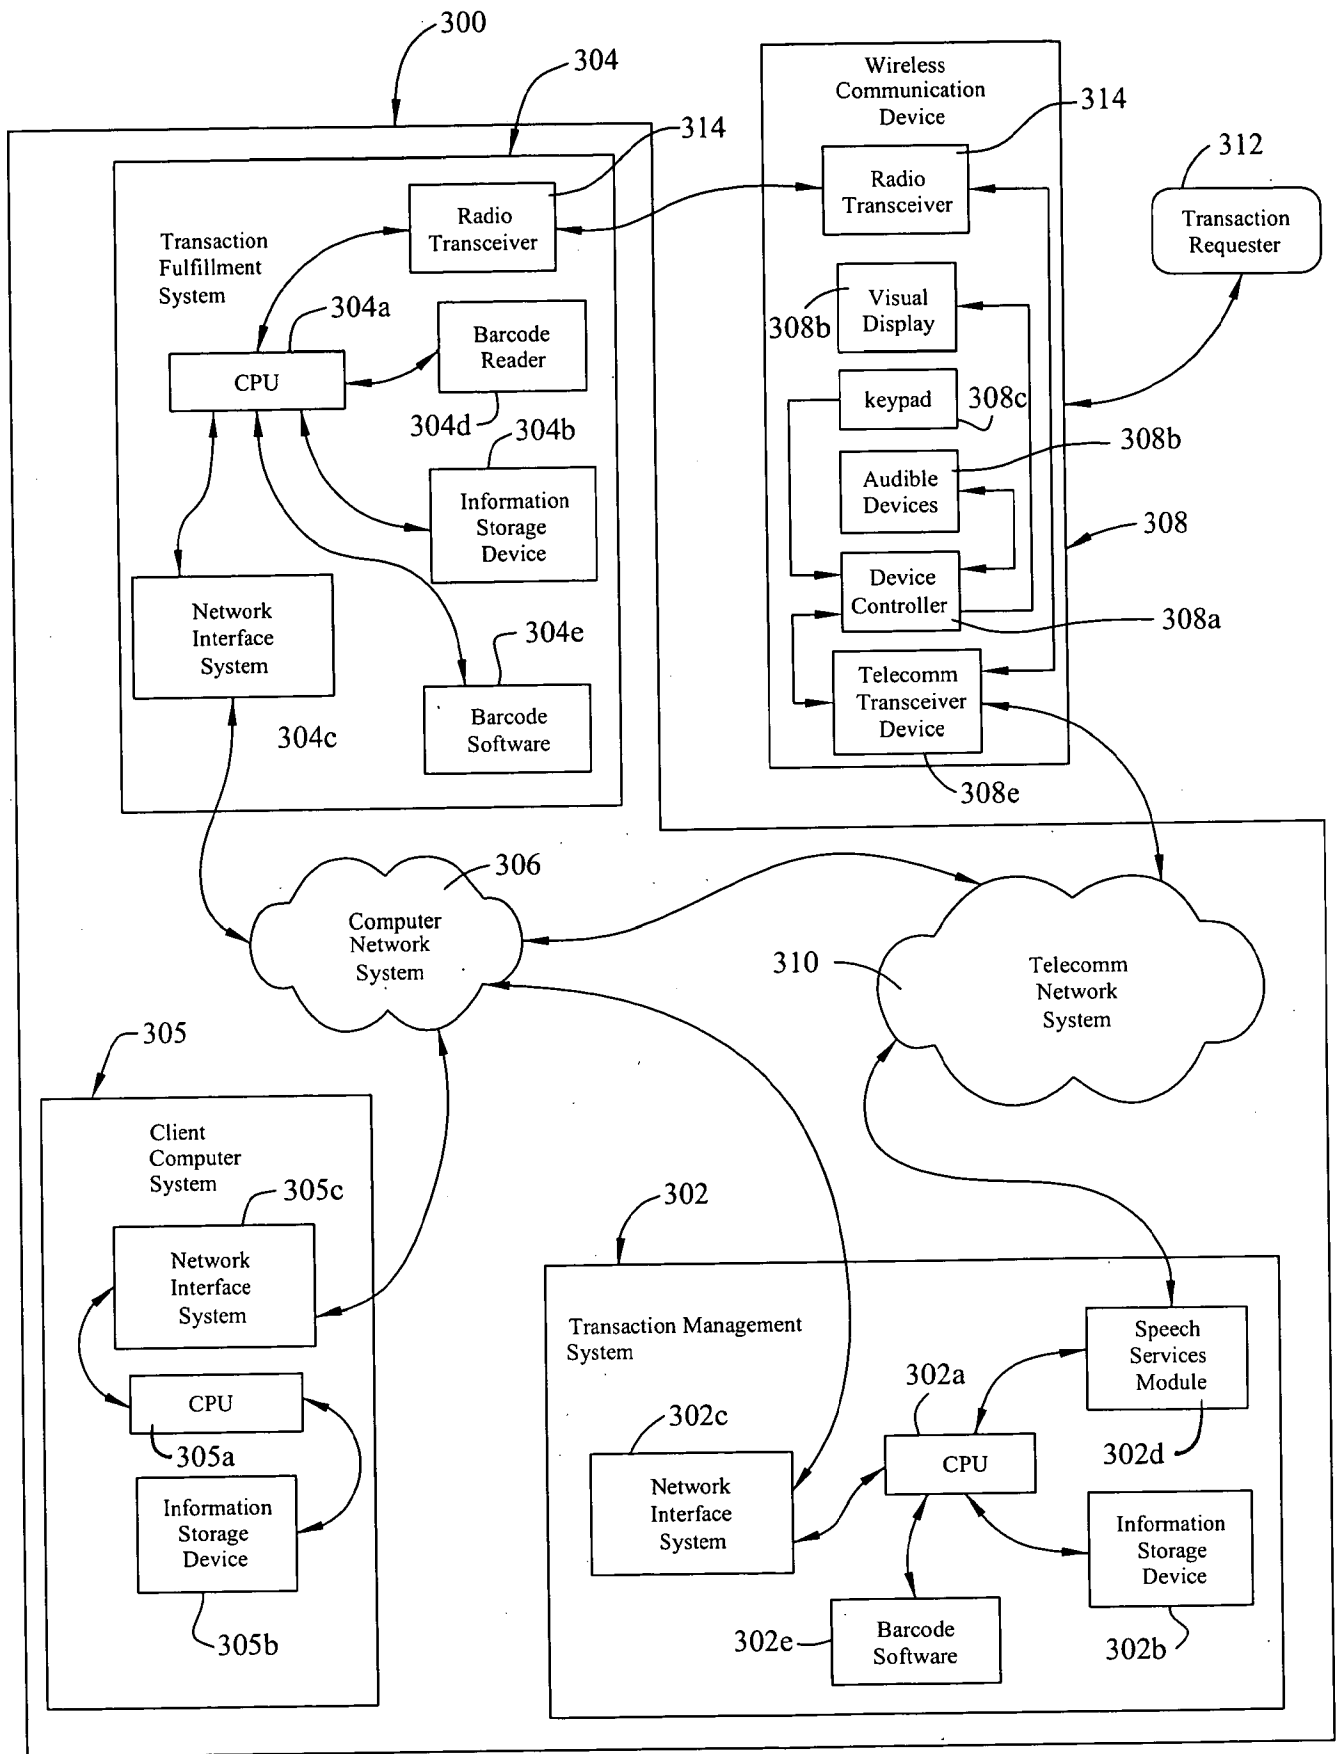 300
304
314
Radio
Transceiver
Transaction
Fulfillment
System
304a
CPU
Barcode
Reader
304d
304b
Information
Storage
Device
Network
Interface
System
304c
304e
Barcode
Software
Wireless
Communication
Device
314
Radio
Transceiver
308b
Visual
Display
keypad
308c
308b
Audible
Devices
308
Device
Controller
308a
Telecomm
Transceiver
Device
308e
312
Transaction
Requester
306
Computer
Network
System
310
Telecomm
Network
System
305
Client
Computer
System
305c
Network
Interface
System
CPU
305a
Information
Storage
Device
305b
302
Transaction Management
System
Speech
Services
Module
302d
302a
CPU
302c
Network
Interface
System
Information
Storage
Device
302b
302e
Barcode
Software